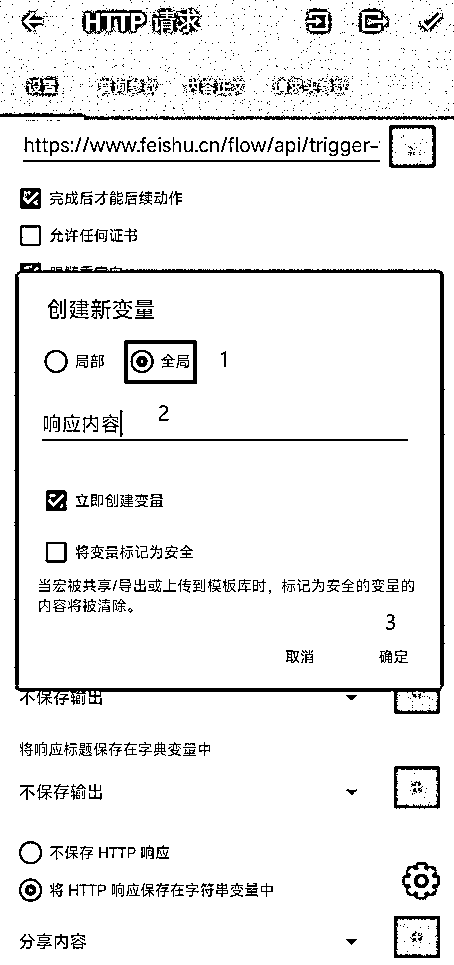 HTTP 请求
设置
https://www.feishu.cn/flow/api/trigger-
完成后才能后续动作
允许任何证书
创建新变量
局部
全局
1
响应内容
2
立即创建变量
将变量标记为安全
当宏被共享/导出或上传到模板库时，标记为安全的变量的
内容将被清除。
3
取消
确定
不保存输出
将响应标题保存在字典变量中
不保存输出
不保存 HTTP 响应
将 HTTP 响应保存在字符串变量中
分享内容